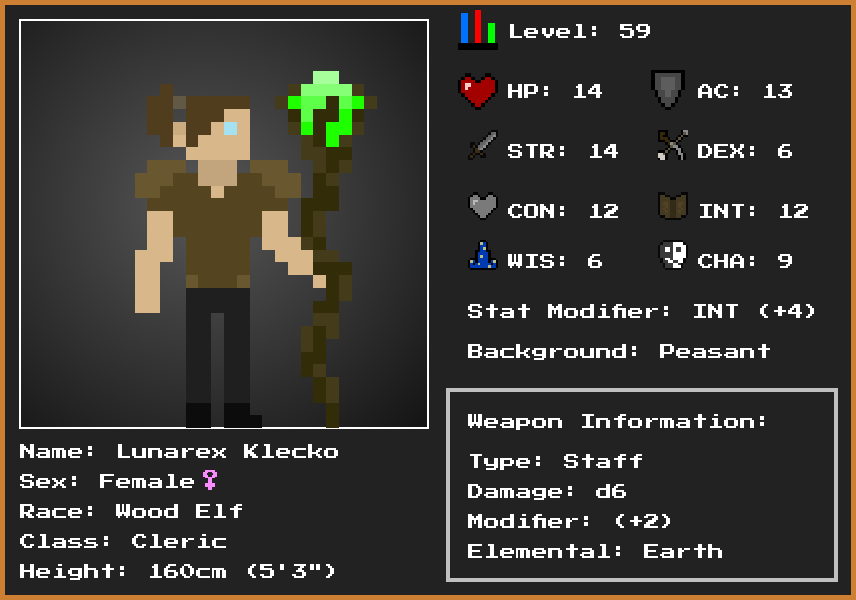 Level: 59
HP: 14 AC: 13
STR: 14 DEX: 6
CON: 12 INT: 12
WIS: 6 CHA: 9
Stat Modifier: INT (+4)
Background: Peasant
Weapon Information:
Type: Staff
Damage: d6
Modifier: (+2)
Elemental: Earth
Name: Lunarex Klecko
Sex: Female♀
Race: Wood Elf
Class: Cleric
Height: 160cm (5'3")